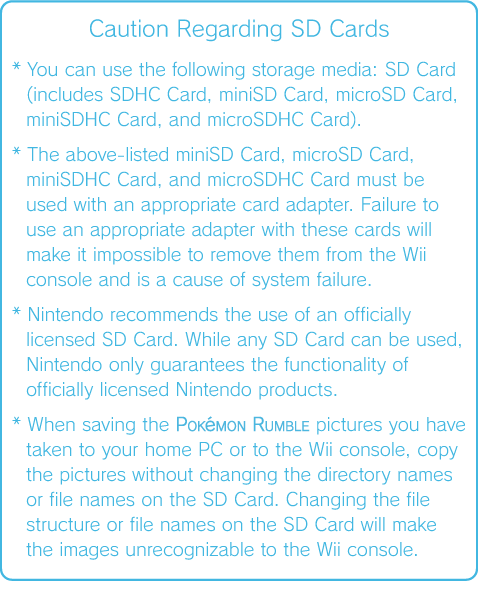 Caution Regarding SD Cards
* You can use the following storage media: SD Card
(includes SDHC Card, miniSD Card, microSD Card,
miniSDHC Card, and microSDHC Card).
* The above-listed miniSD Card, microSD Card,
miniSDHC Card, and microSDHC Card must be
used with an appropriate card adapter. Failure to
use an appropriate adapter with these cards will
make it impossible to remove them from the Wii
console and is a cause of system failure.
* Nintendo recommends the use of an officially
licensed SD Card. While any SD Card can be used,
Nintendo only guarantees the functionality of
officially licensed Nintendo products.
* When saving the POKéMON RUMBLE pictures you have
taken to your home PC or to the Wii console, copy
the pictures without changing the directory names
or file names on the SD Card. Changing the file
structure or file names on the SD Card will make
the images unrecognizable to the Wii console.